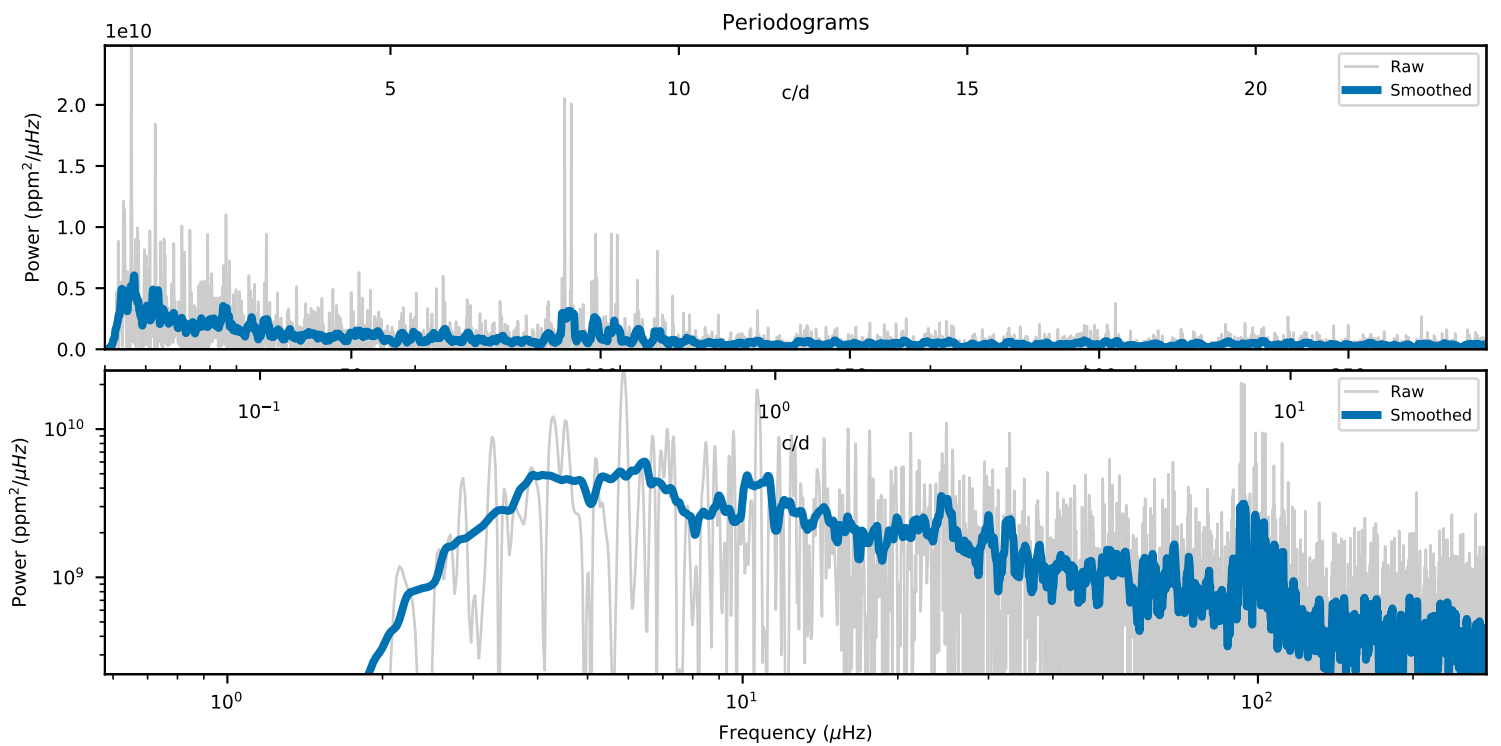 Periodograms
1e10
Raw
Smoothed
5
10
15
20
c/d
2.0
1.5
1.0
0.5
0.0
Power (ppm²/μHz)
Raw
Smoothed
10⁻¹
10⁰
10¹
c/d
10¹⁰
10⁹
Power (ppm²/μHz)
10⁰
10¹
10²
Frequency (μHz)